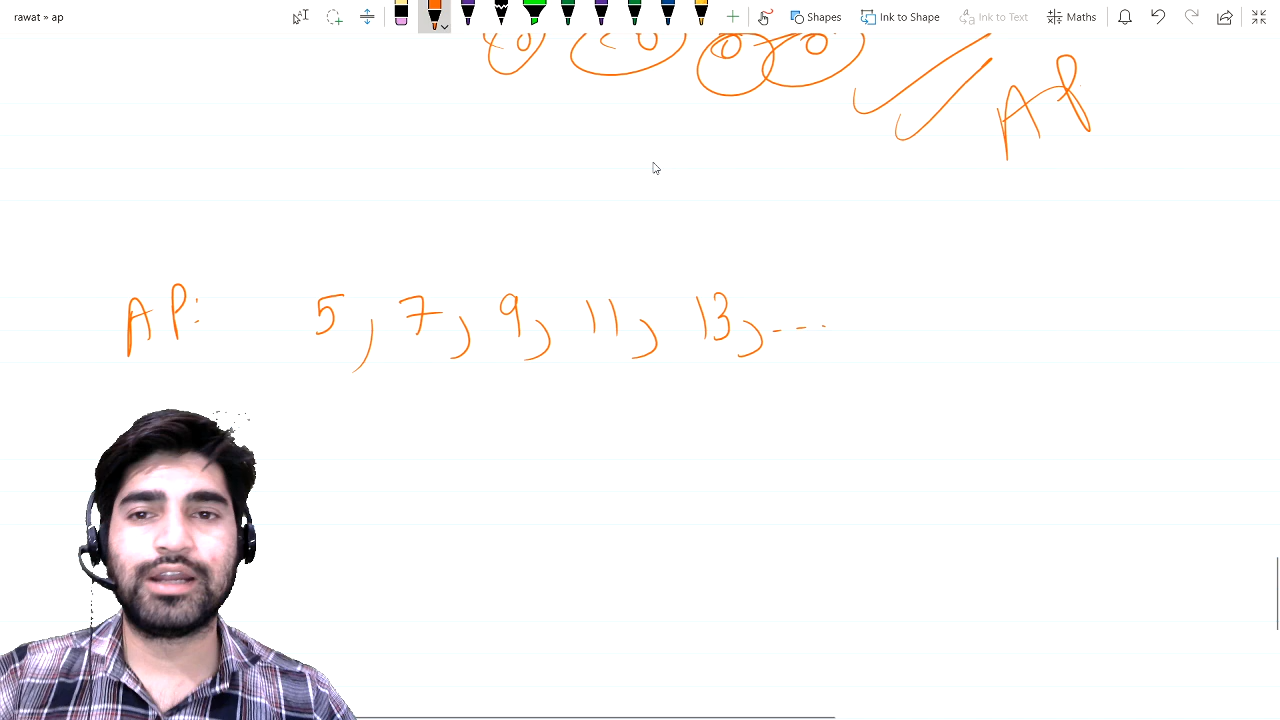 rawat » ap
Shapes
Ink to Shape
Ink to Text
Maths
AP
AP: 5, 7, 9, 11, 13, ...